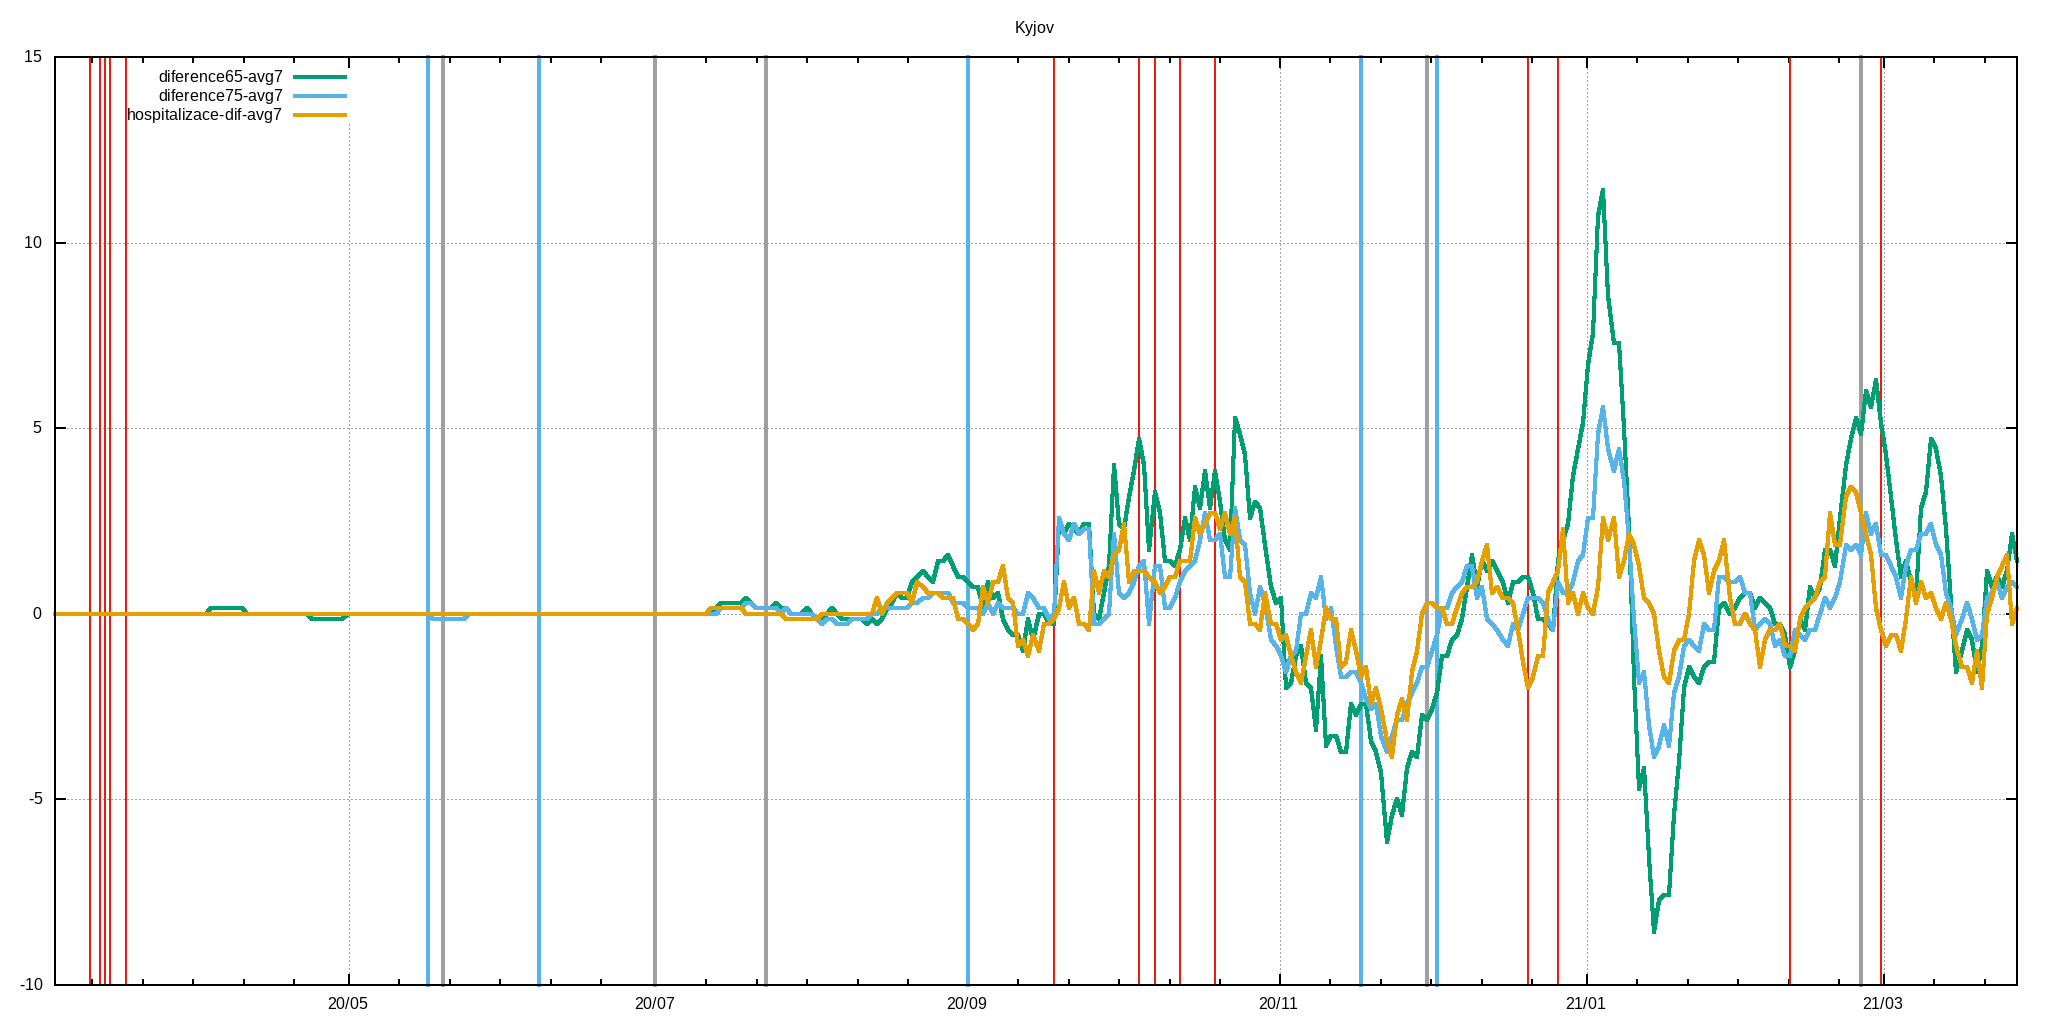 Kyjov
15
diference65-avg7
diference75-avg7
hospitalizace-dif-avg7
10
5
0
-5
-10
20/05 20/07 20/09 20/11 21/01 21/03